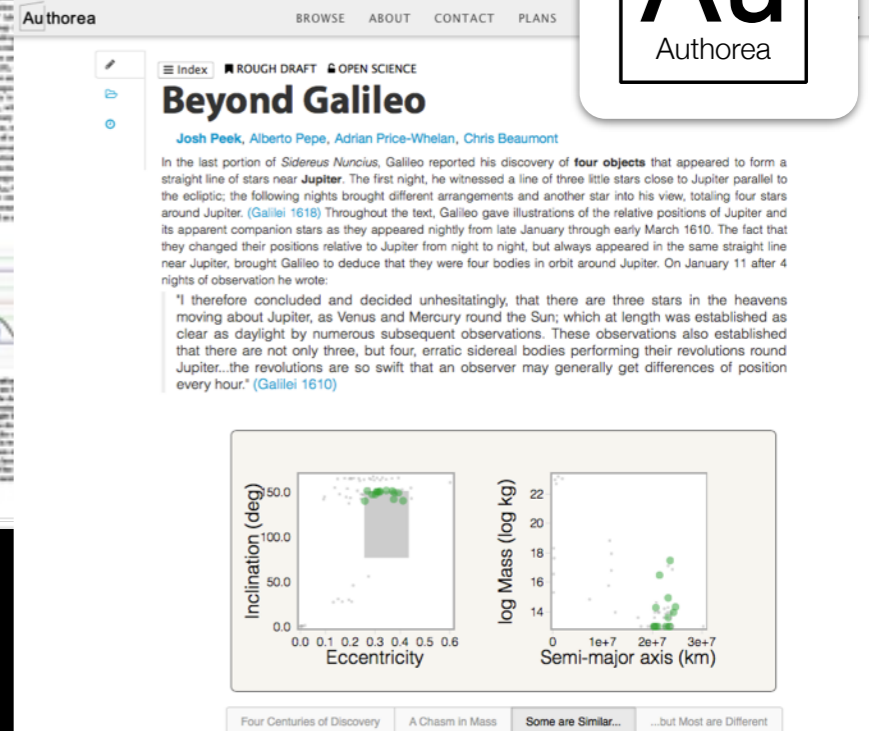 Authorea
BROWSE ABOUT CONTACT PLANS
Au
Authorea
Index ROUGH DRAFT OPEN SCIENCE
Beyond Galileo
Josh Peek, Alberto Pepe, Adrian Price-Whelan, Chris Beaumont
In the last portion of Sidereus Nuncius, Galileo reported his discovery of four objects that appeared to form a
straight line of stars near Jupiter. The first night, he witnessed a line of three little stars close to Jupiter parallel to
the ecliptic; the following nights brought different arrangements and another star into his view, totaling four stars
around Jupiter. (Galilei 1618) Throughout the text, Galileo gave illustrations of the relative positions of Jupiter and
its apparent companion stars as they appeared nightly from late January through early March 1610. The fact that
they changed their positions relative to Jupiter from night to night, but always appeared in the same straight line
near Jupiter, brought Galileo to deduce that they were four bodies in orbit around Jupiter. On January 11 after 4
nights of observation he wrote:
"I therefore concluded and decided unhesitatingly, that there are three stars in the heavens
moving about Jupiter, as Venus and Mercury round the Sun; which at length was established as
clear as daylight by numerous subsequent observations. These observations also established
that there are not only three, but four, erratic sidereal bodies performing their revolutions round
Jupiter...the revolutions are so swift that an observer may generally get differences of position
every hour." (Galilei 1610)
Inclination (deg)
150.0
100.0
50.0
0.0
0.0 0.1 0.2 0.3 0.4 0.5 0.6
Eccentricity
log Mass (log kg)
22
20
18
16
14
0 1e+7 2e+7 3e+7
Semi-major axis (km)
Four Centuries of Discovery
A Chasm in Mass
Some are Similar...
...but Most are Different